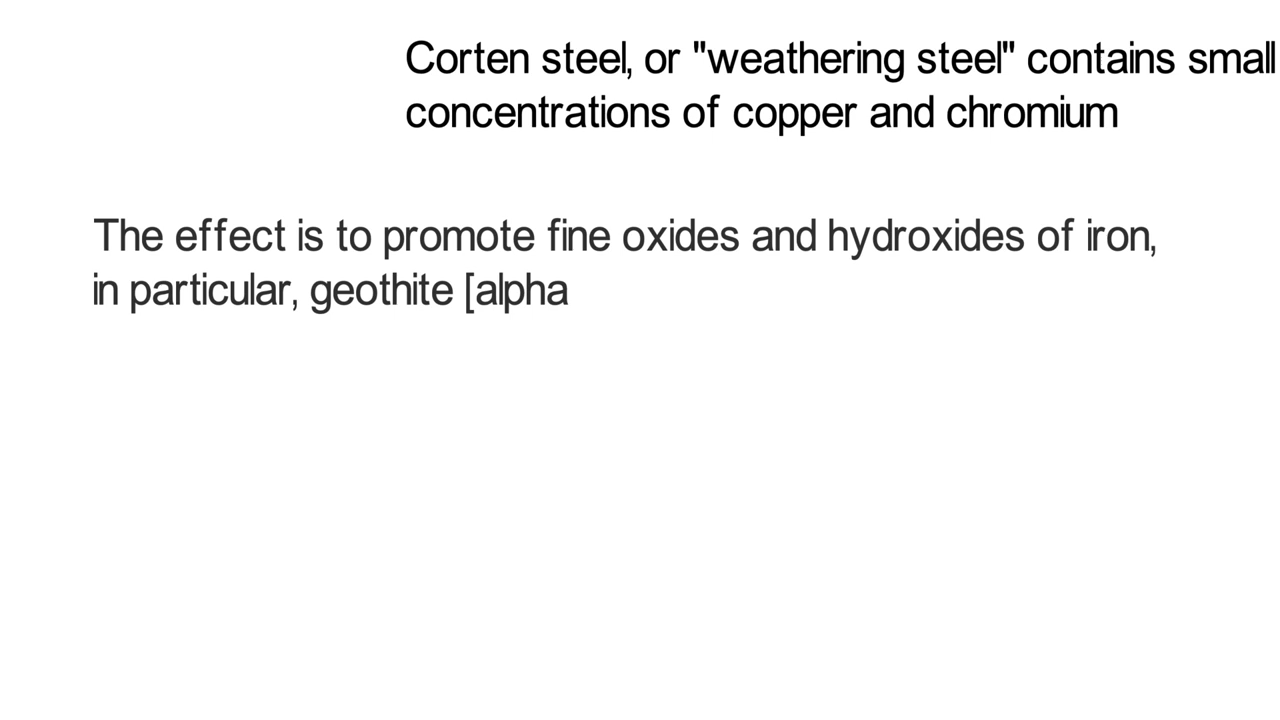 Corten steel, or "weathering steel" contains small
concentrations of copper and chromium
The effect is to promote fine oxides and hydroxides of iron,
in particular, geothite [alpha